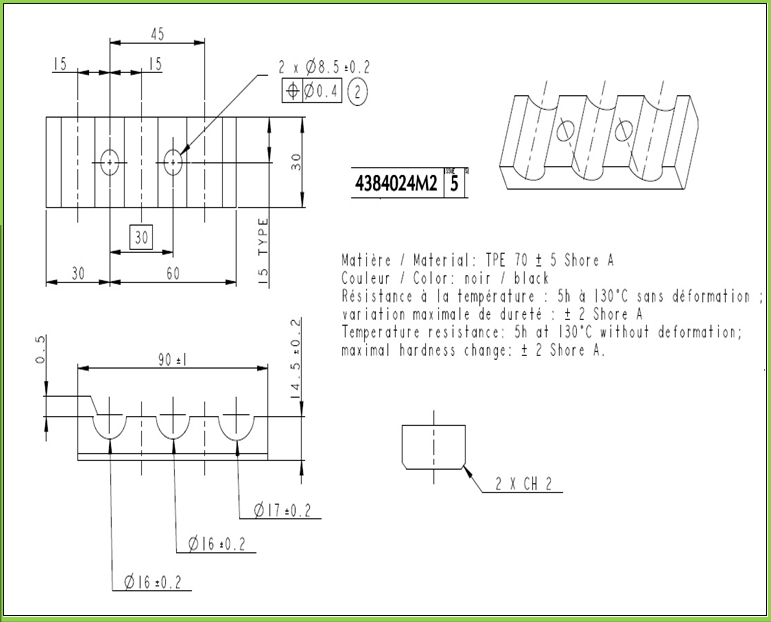 45
15
15
2 x Ø8.5±0.2
Ø0.4
2
30
15 TYPE
30
30
60
4384024M2
5
Matière / Material: TPE 70 ± 5 Shore A
Couleur / Color: noir / black
Résistance à la température : 5h à 130°C sans déformation ;
variation maximale de dureté : ± 2 Shore A
Temperature resistance: 5h at 130°C without deformation;
maximal hardness change: ± 2 Shore A.
0.5
90±1
14.5±0.2
Ø17±0.2
Ø16±0.2
Ø16±0.2
2 X CH 2